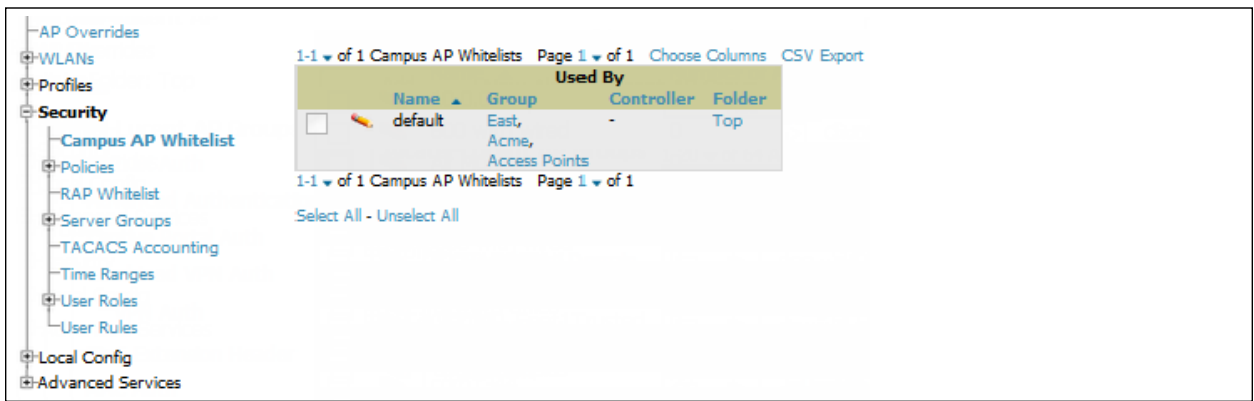 AP Overrides
WLANs
Profiles
Security
Campus AP Whitelist
Policies
RAP Whitelist
Server Groups
TACACS Accounting
Time Ranges
User Roles
User Rules
Local Config
Advanced Services
1-1 of 1 Campus AP Whitelists Page 1 of 1 Choose Columns CSV Export
Used By
Name Group Controller Folder
default East, - Top
Acme,
Access Points
1-1 of 1 Campus AP Whitelists Page 1 of 1
Select All - Unselect All